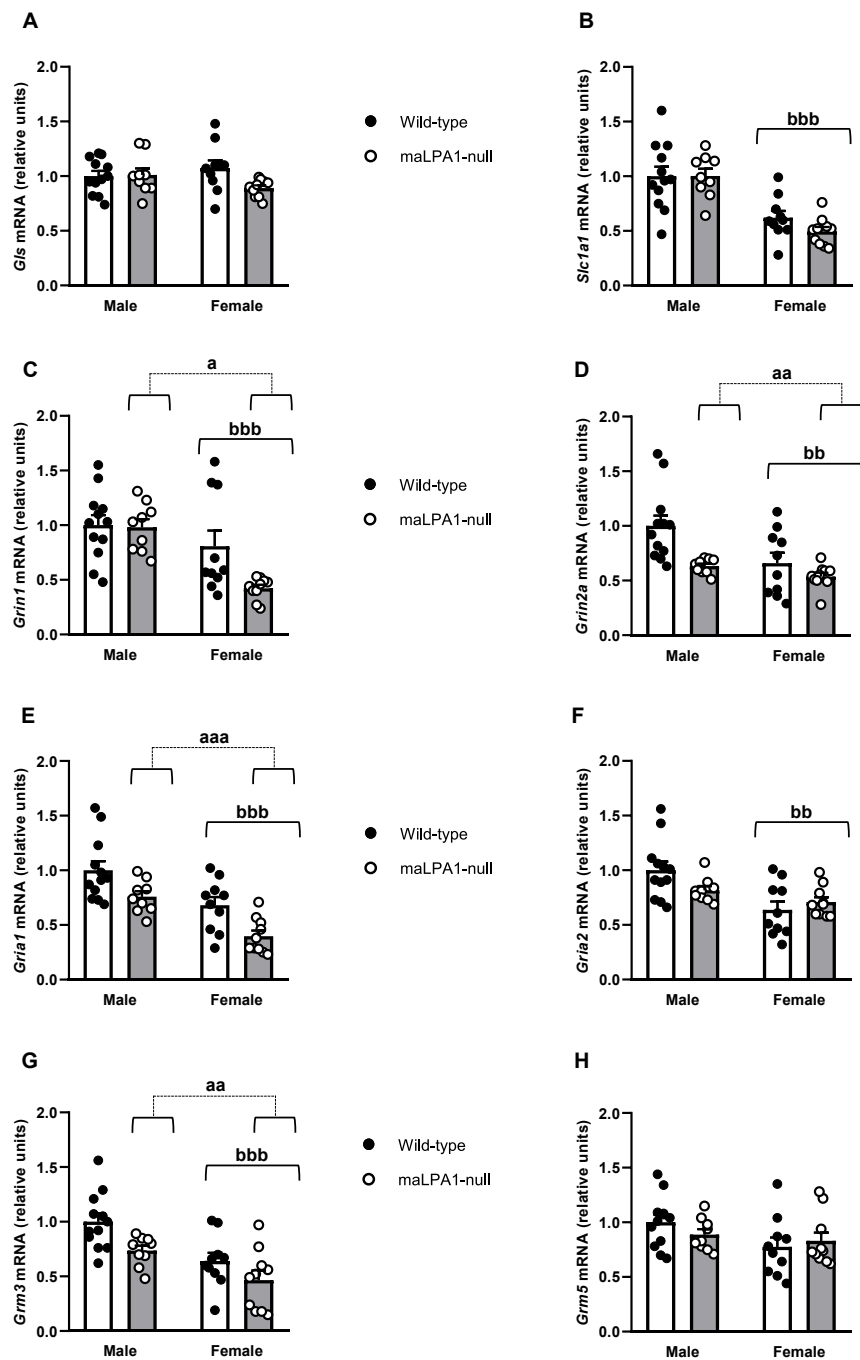 A
Gls mRNA (relative units)
2.0
1.5
1.0
0.5
0.0
Male
Female
Wild-type
maLPA1-null
B
Slc1a1 mRNA (relative units)
2.0
1.5
1.0
0.5
0.0
bbb
Male
Female
C
Grin1 mRNA (relative units)
2.0
1.5
1.0
0.5
0.0
a
bbb
Male
Female
Wild-type
maLPA1-null
D
Grin2a mRNA (relative units)
2.0
1.5
1.0
0.5
0.0
aa
bb
Male
Female
E
Gria1 mRNA (relative units)
2.0
1.5
1.0
0.5
0.0
aaa
bbb
Male
Female
Wild-type
maLPA1-null
F
Gria2 mRNA (relative units)
2.0
1.5
1.0
0.5
0.0
bb
Male
Female
G
Grm3 mRNA (relative units)
2.0
1.5
1.0
0.5
0.0
aa
bbb
Male
Female
Wild-type
maLPA1-null
H
Grm5 mRNA (relative units)
2.0
1.5
1.0
0.5
0.0
Male
Female